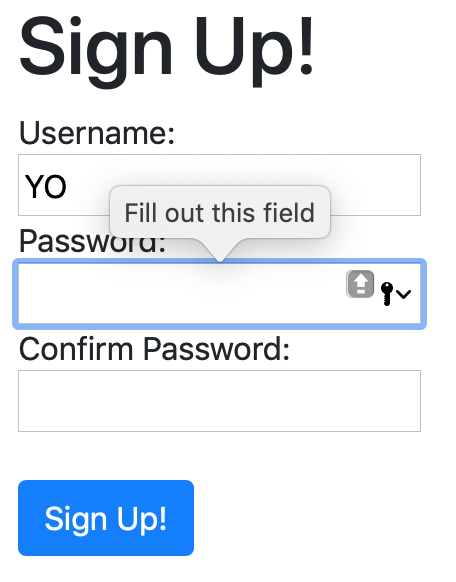 Sign Up!
Username:
YO
Fill out this field
Password:
Confirm Password:
Sign Up!